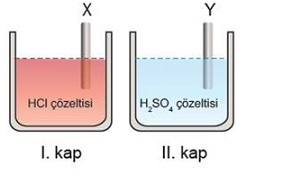 X Y
HCl çözeltisi H₂SO₄ çözeltisi
I. kap II. kap